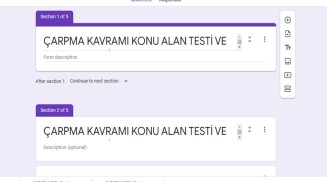 Section 1 of 5
ÇARPMA KAVRAMI KONU ALAN TESTİ VE
Form description
After section 1 Continue to next section
Section 2 of 5
ÇARPMA KAVRAMI KONU ALAN TESTİ VE
Description (optional)